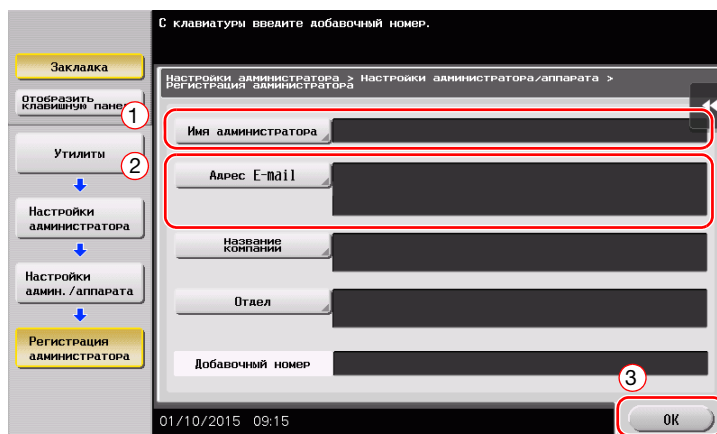 С клавиатуры введите добавочный номер.
Закладка
Отобразить
клавишную пане
1
Утилиты
2
Настройки
администратора
Настройки
админ./аппарата
Регистрация
администратора
Настройки администратора > Настройки администратора/аппарата >
Регистрация администратора
Имя администратора
Адрес E-mail
Название
компании
Отдел
Добавочный номер
3
01/10/2015 09:15
OK